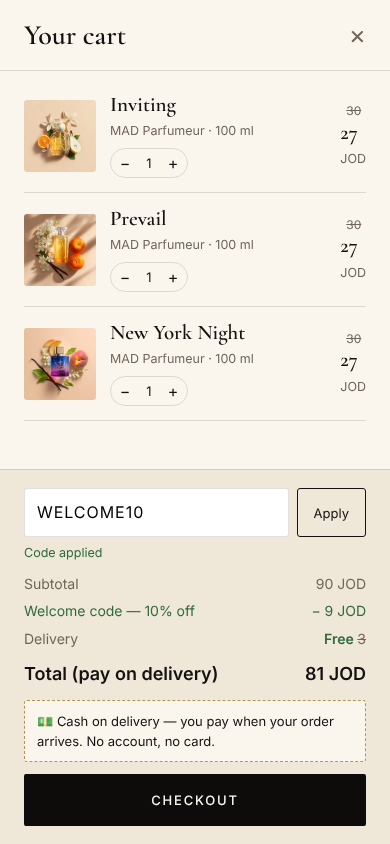 Your cart ✕
Inviting
30
MAD Parfumeur · 100 ml
27
JOD
− 1 +
Prevail
30
MAD Parfumeur · 100 ml
27
JOD
− 1 +
New York Night
30
MAD Parfumeur · 100 ml
27
JOD
− 1 +
WELCOME10 Apply
Code applied
Subtotal 90 JOD
Welcome code — 10% off − 9 JOD
Delivery Free 3
Total (pay on delivery) 81 JOD
💵 Cash on delivery — you pay when your order
arrives. No account, no card.
CHECKOUT